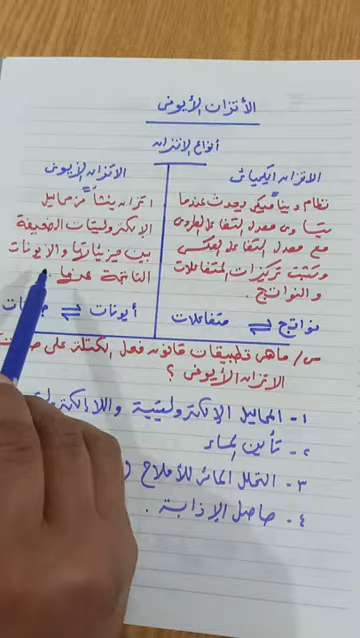 الأتزان الأيوني
أنواع الاتزان
الاتزان الكيميائي
نظام ديناميكي يحدث عندما
يتساوى معدل التفاعل الطردي
مع معدل التفاعل العكسي
وتثبت تركيزات المتفاعلات
والنواتج .
نواتج ⇌ متفاعلات
الاتزان الأيوني
اتزان ينشأ من محاليل
الإلكتروليتات الضعيفة
بين جزيئاتها والأيونات
الناتجة عنها
أيونات ⇌
س/ ماهي تطبيقات قانون فعل الكتلة على
الاتزان الأيوني ؟
١- المحاليل الإلكتروليتية
٢- تأين الماء
٣- التحلل المائي للأملاح
٤- حاصل الإذابة .